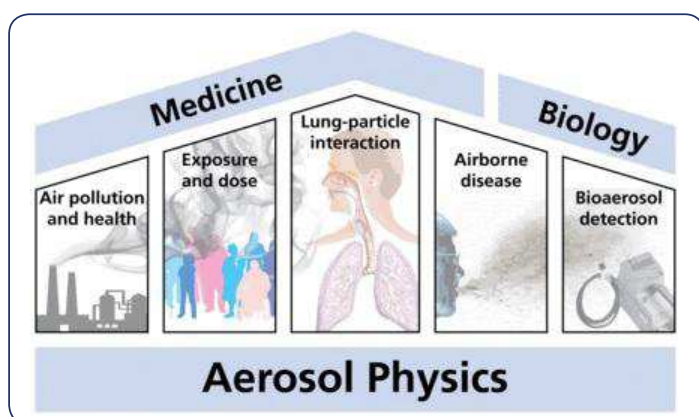 Medicine
Biology
Air pollution
and health
Exposure
and dose
Lung-particle
interaction
Airborne
disease
Bioaerosol
detection
Aerosol Physics